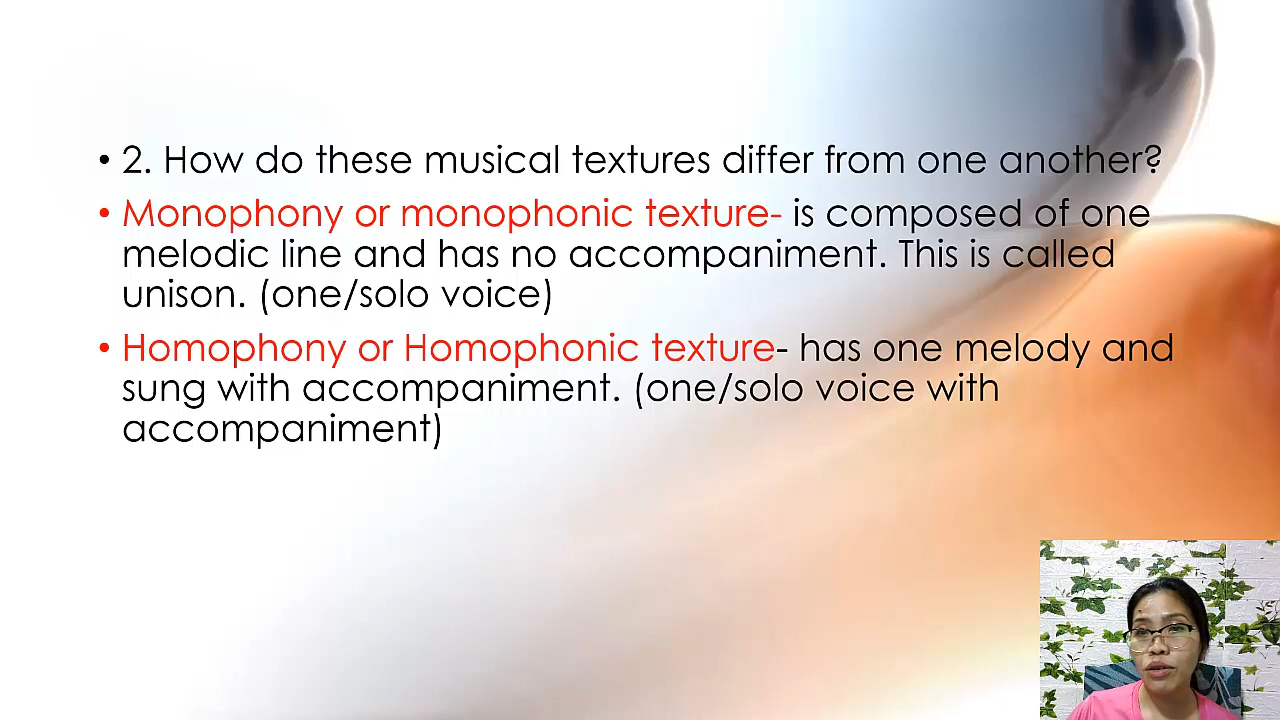 • 2. How do these musical textures differ from one another?
• Monophony or monophonic texture- is composed of one
melodic line and has no accompaniment. This is called
unison. (one/solo voice)
• Homophony or Homophonic texture- has one melody and
sung with accompaniment. (one/solo voice with
accompaniment)